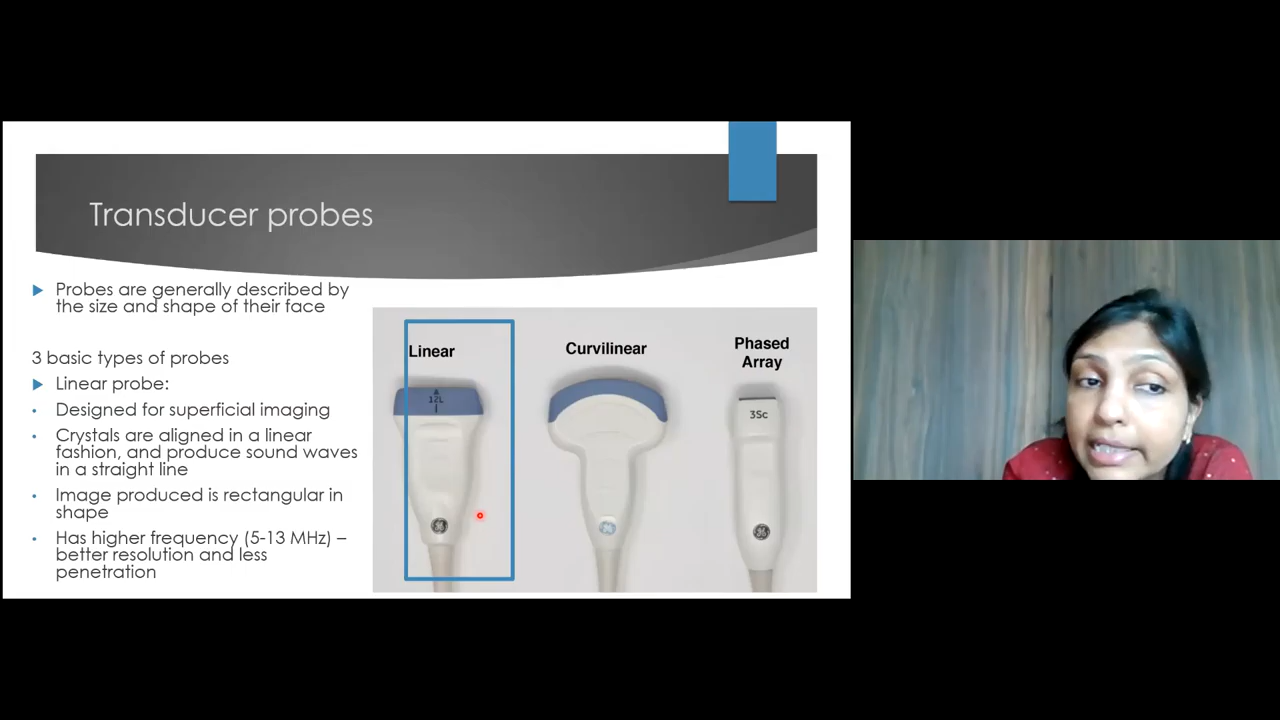 Transducer probes
Probes are generally described by
the size and shape of their face
3 basic types of probes
Linear probe:
Designed for superficial imaging
Crystals are aligned in a linear
fashion, and produce sound waves
in a straight line
Image produced is rectangular in
shape
Has higher frequency (5-13 MHz) –
better resolution and less
penetration
Linear
Curvilinear
Phased
Array
12L
3Sc